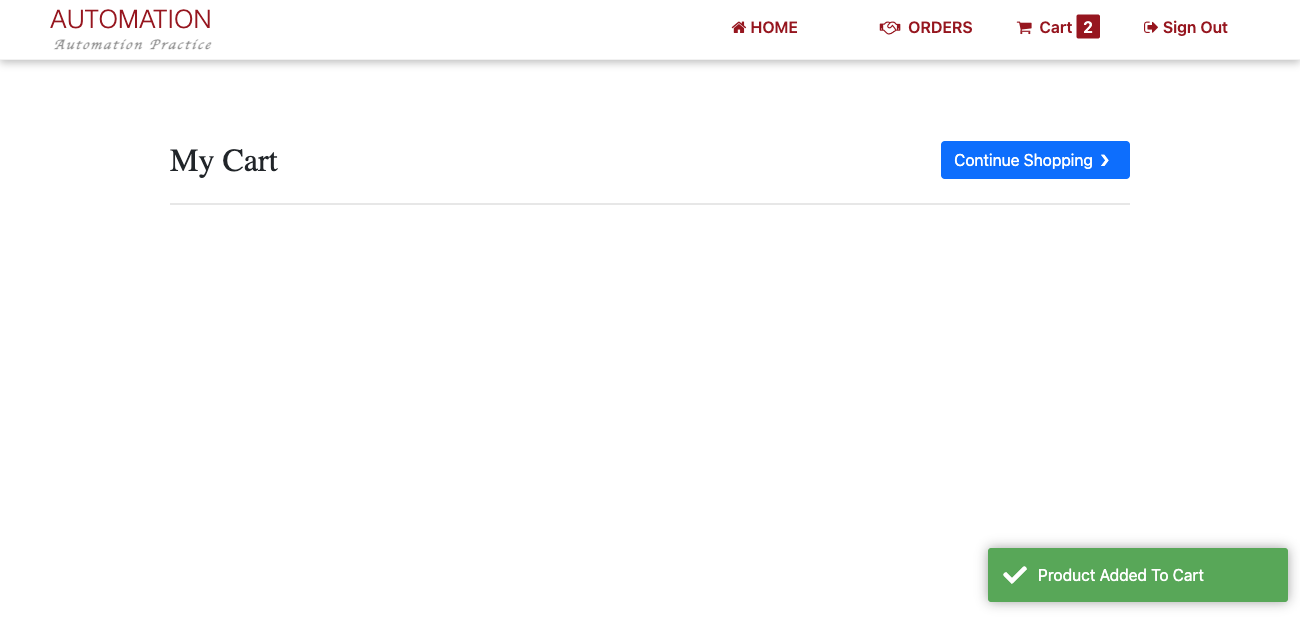 AUTOMATION
Automation Practice
HOME
ORDERS
Cart 2
Sign Out
My Cart
Continue Shopping ❯
Product Added To Cart